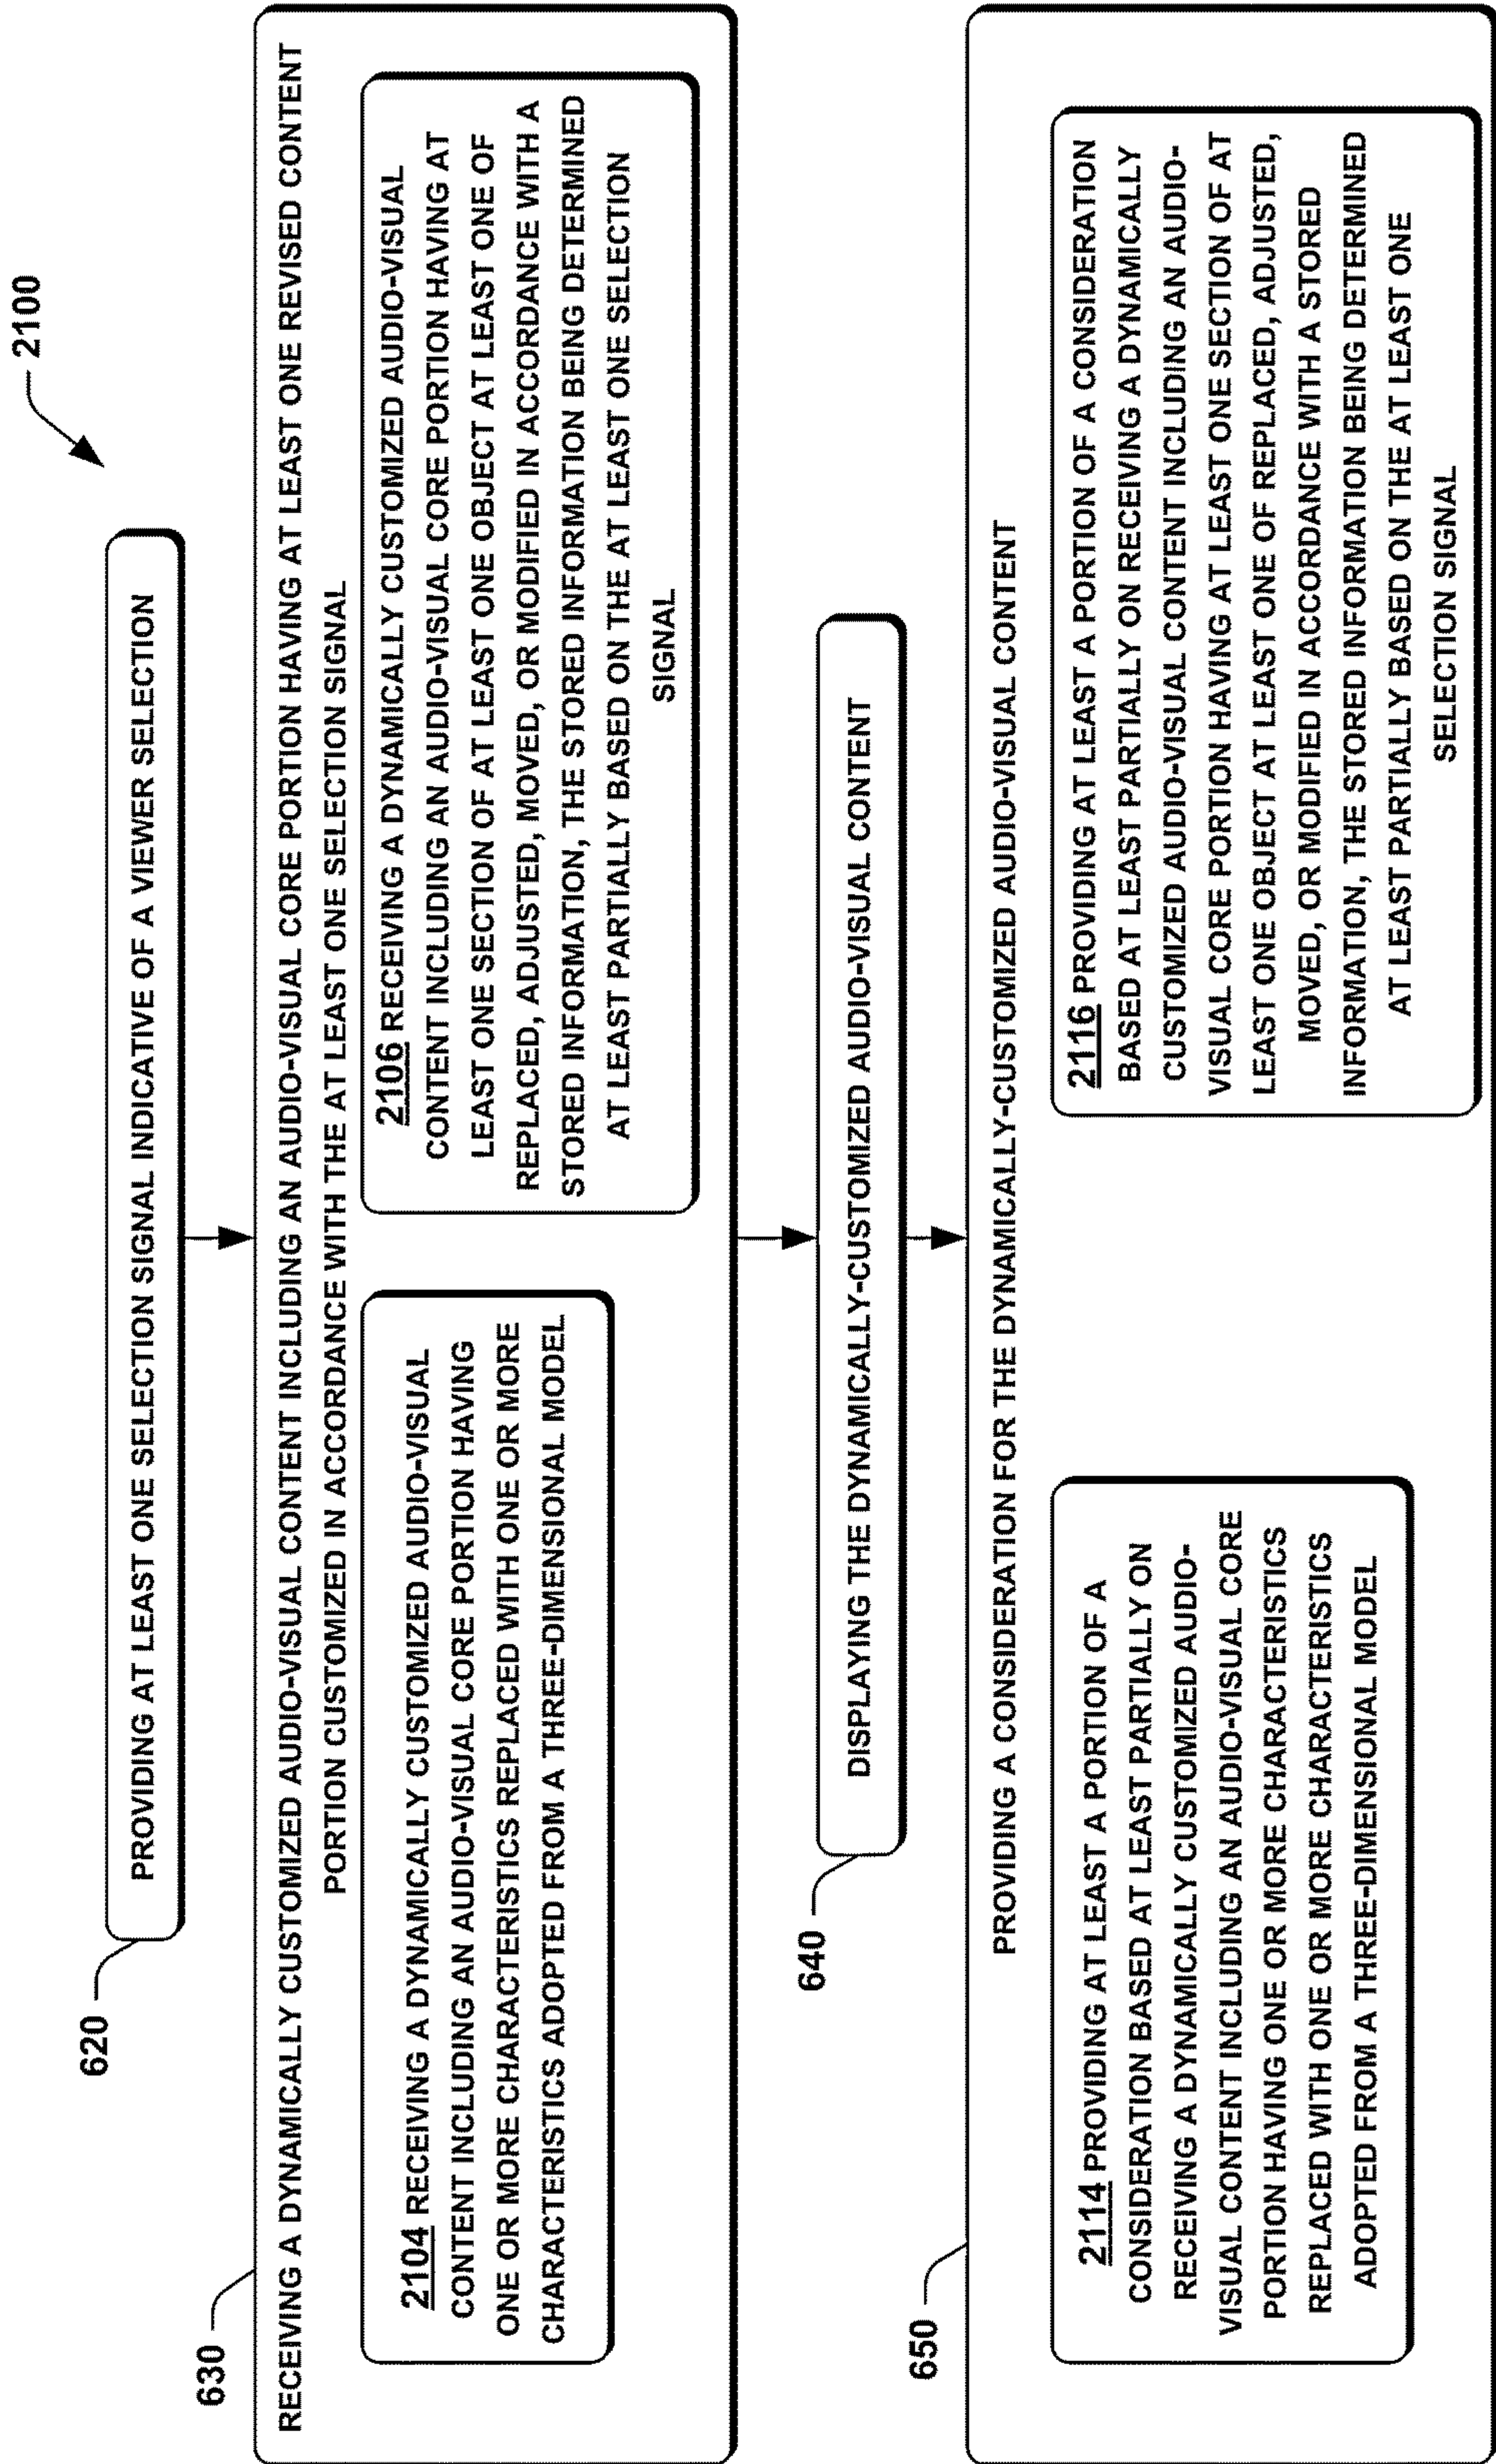 2100
620
PROVIDING AT LEAST ONE SELECTION SIGNAL INDICATIVE OF A VIEWER SELECTION
630
RECEIVING A DYNAMICALLY CUSTOMIZED AUDIO-VISUAL CONTENT INCLUDING AN AUDIO-VISUAL CORE PORTION HAVING AT LEAST ONE REVISED CONTENT
PORTION CUSTOMIZED IN ACCORDANCE WITH THE AT LEAST ONE SELECTION SIGNAL
2104 RECEIVING A DYNAMICALLY CUSTOMIZED AUDIO-VISUAL
CONTENT INCLUDING AN AUDIO-VISUAL CORE PORTION HAVING
ONE OR MORE CHARACTERISTICS REPLACED WITH ONE OR MORE
CHARACTERISTICS ADOPTED FROM A THREE-DIMENSIONAL MODEL
2106 RECEIVING A DYNAMICALLY CUSTOMIZED AUDIO-VISUAL
CONTENT INCLUDING AN AUDIO-VISUAL CORE PORTION HAVING AT
LEAST ONE SECTION OF AT LEAST ONE OBJECT AT LEAST ONE OF
REPLACED, ADJUSTED, MOVED, OR MODIFIED IN ACCORDANCE WITH A
STORED INFORMATION, THE STORED INFORMATION BEING DETERMINED
AT LEAST PARTIALLY BASED ON THE AT LEAST ONE SELECTION
SIGNAL
640
DISPLAYING THE DYNAMICALLY-CUSTOMIZED AUDIO-VISUAL CONTENT
650
PROVIDING A CONSIDERATION FOR THE DYNAMICALLY-CUSTOMIZED AUDIO-VISUAL CONTENT
2114 PROVIDING AT LEAST A PORTION OF A
CONSIDERATION BASED AT LEAST PARTIALLY ON
RECEIVING A DYNAMICALLY CUSTOMIZED AUDIO-
VISUAL CONTENT INCLUDING AN AUDIO-VISUAL CORE
PORTION HAVING ONE OR MORE CHARACTERISTICS
REPLACED WITH ONE OR MORE CHARACTERISTICS
ADOPTED FROM A THREE-DIMENSIONAL MODEL
2116 PROVIDING AT LEAST A PORTION OF A CONSIDERATION
BASED AT LEAST PARTIALLY ON RECEIVING A DYNAMICALLY
CUSTOMIZED AUDIO-VISUAL CONTENT INCLUDING AN AUDIO-
VISUAL CORE PORTION HAVING AT LEAST ONE SECTION OF AT
LEAST ONE OBJECT AT LEAST ONE OF REPLACED, ADJUSTED,
MOVED, OR MODIFIED IN ACCORDANCE WITH A STORED
INFORMATION, THE STORED INFORMATION BEING DETERMINED
AT LEAST PARTIALLY BASED ON THE AT LEAST ONE
SELECTION SIGNAL